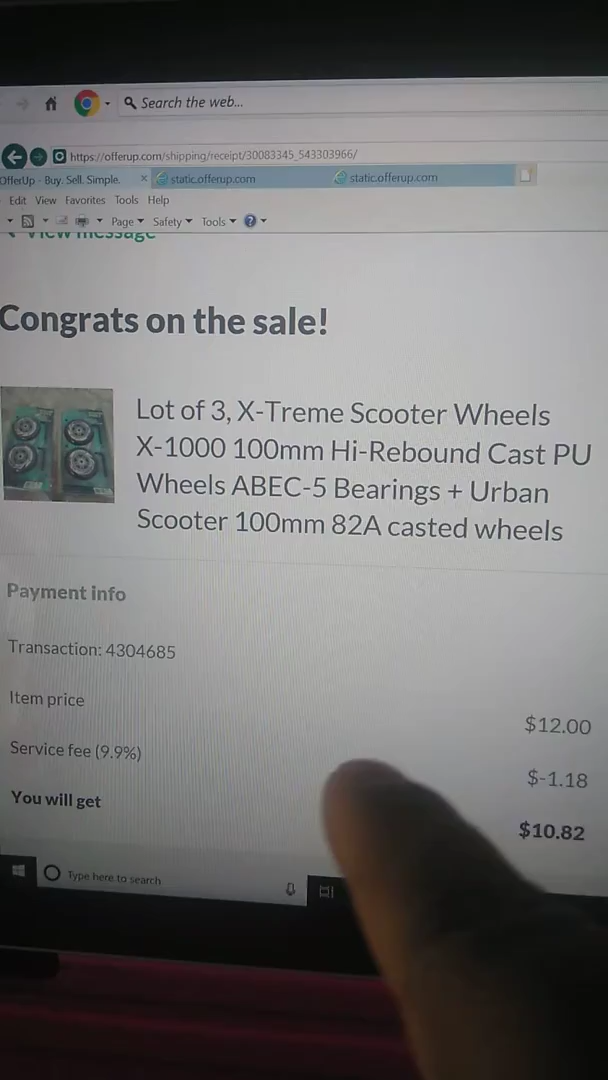 Search the web...
https://offerup.com/shipping/receipt/30083345_543303966/
OfferUp - Buy. Sell. Simple. × static.offerup.com static.offerup.com
Edit View Favorites Tools Help
Page Safety Tools
View message
Congrats on the sale!
Lot of 3, X-Treme Scooter Wheels
X-1000 100mm Hi-Rebound Cast PU
Wheels ABEC-5 Bearings + Urban
Scooter 100mm 82A casted wheels
Payment info
Transaction: 4304685
Item price $12.00
Service fee (9.9%) $-1.18
You will get $10.82
Type here to search